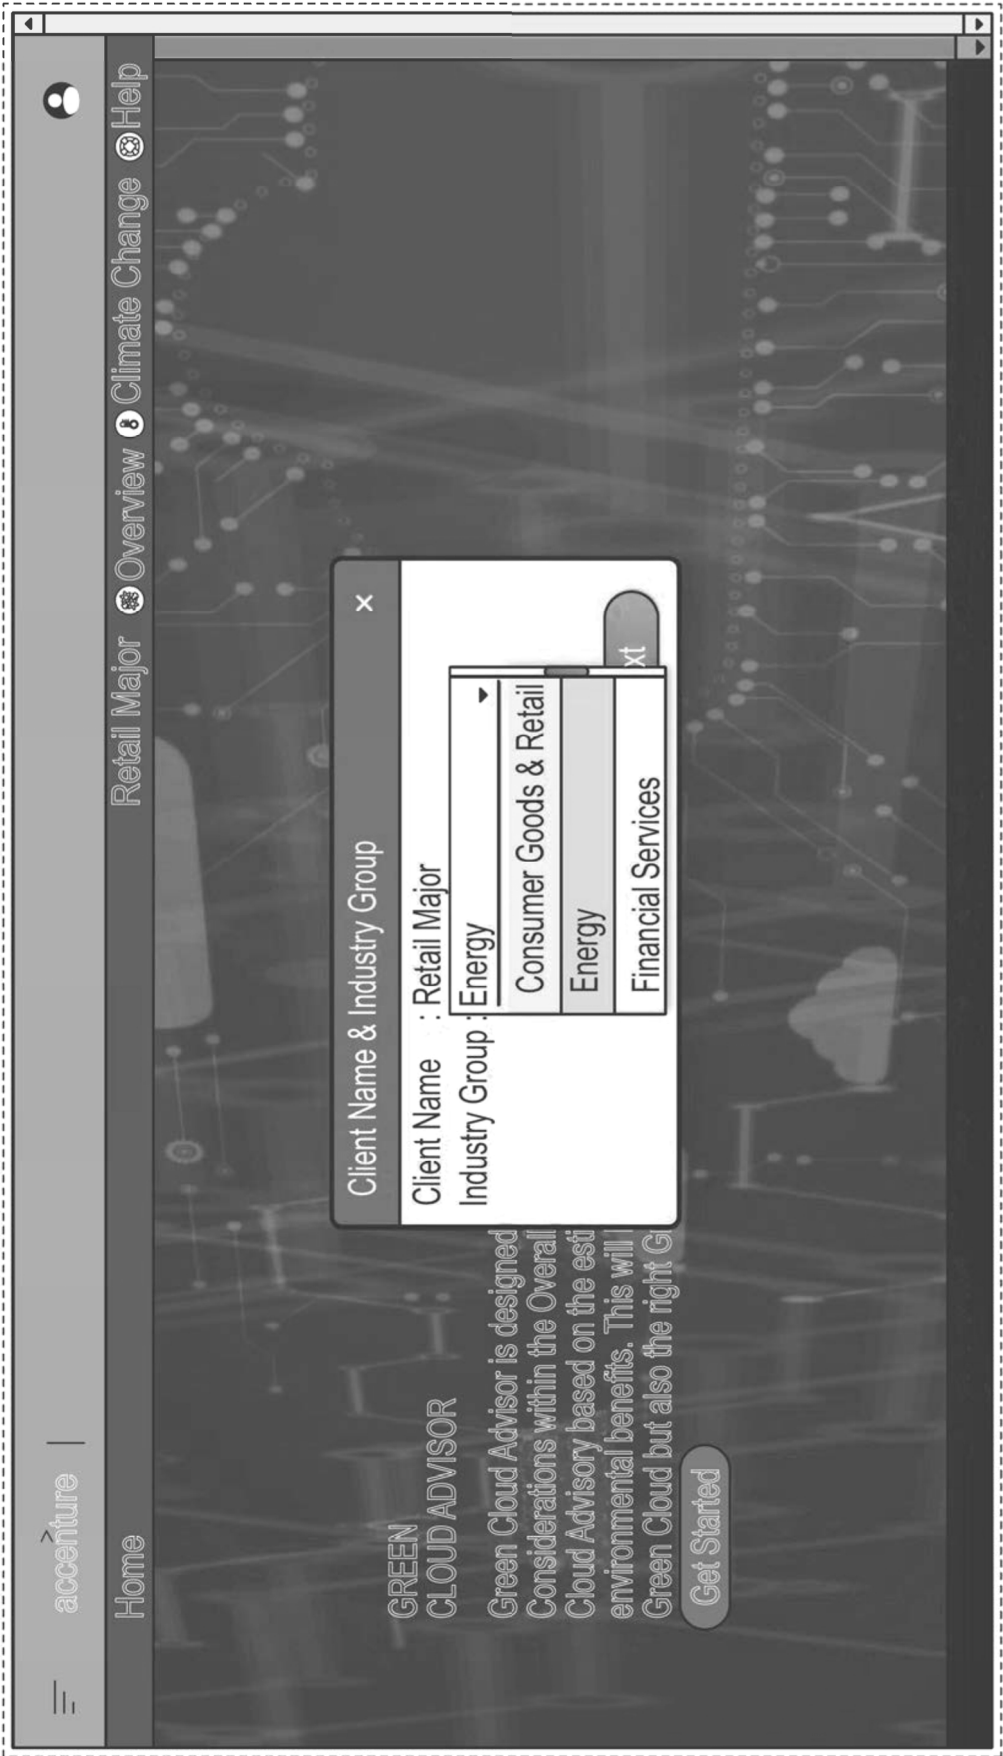 accenture
Home
Retail Major Overview Climate Change Help
GREEN
CLOUD ADVISOR
Green Cloud Advisor is designed
Considerations within the Overall
Cloud Advisory based on the esti
environmental benefits. This will
Green Cloud but also the right G
Get Started
Client Name & Industry Group ×
Client Name : Retail Major
Industry Group : Energy
Consumer Goods & Retail
Energy
Financial Services
xt